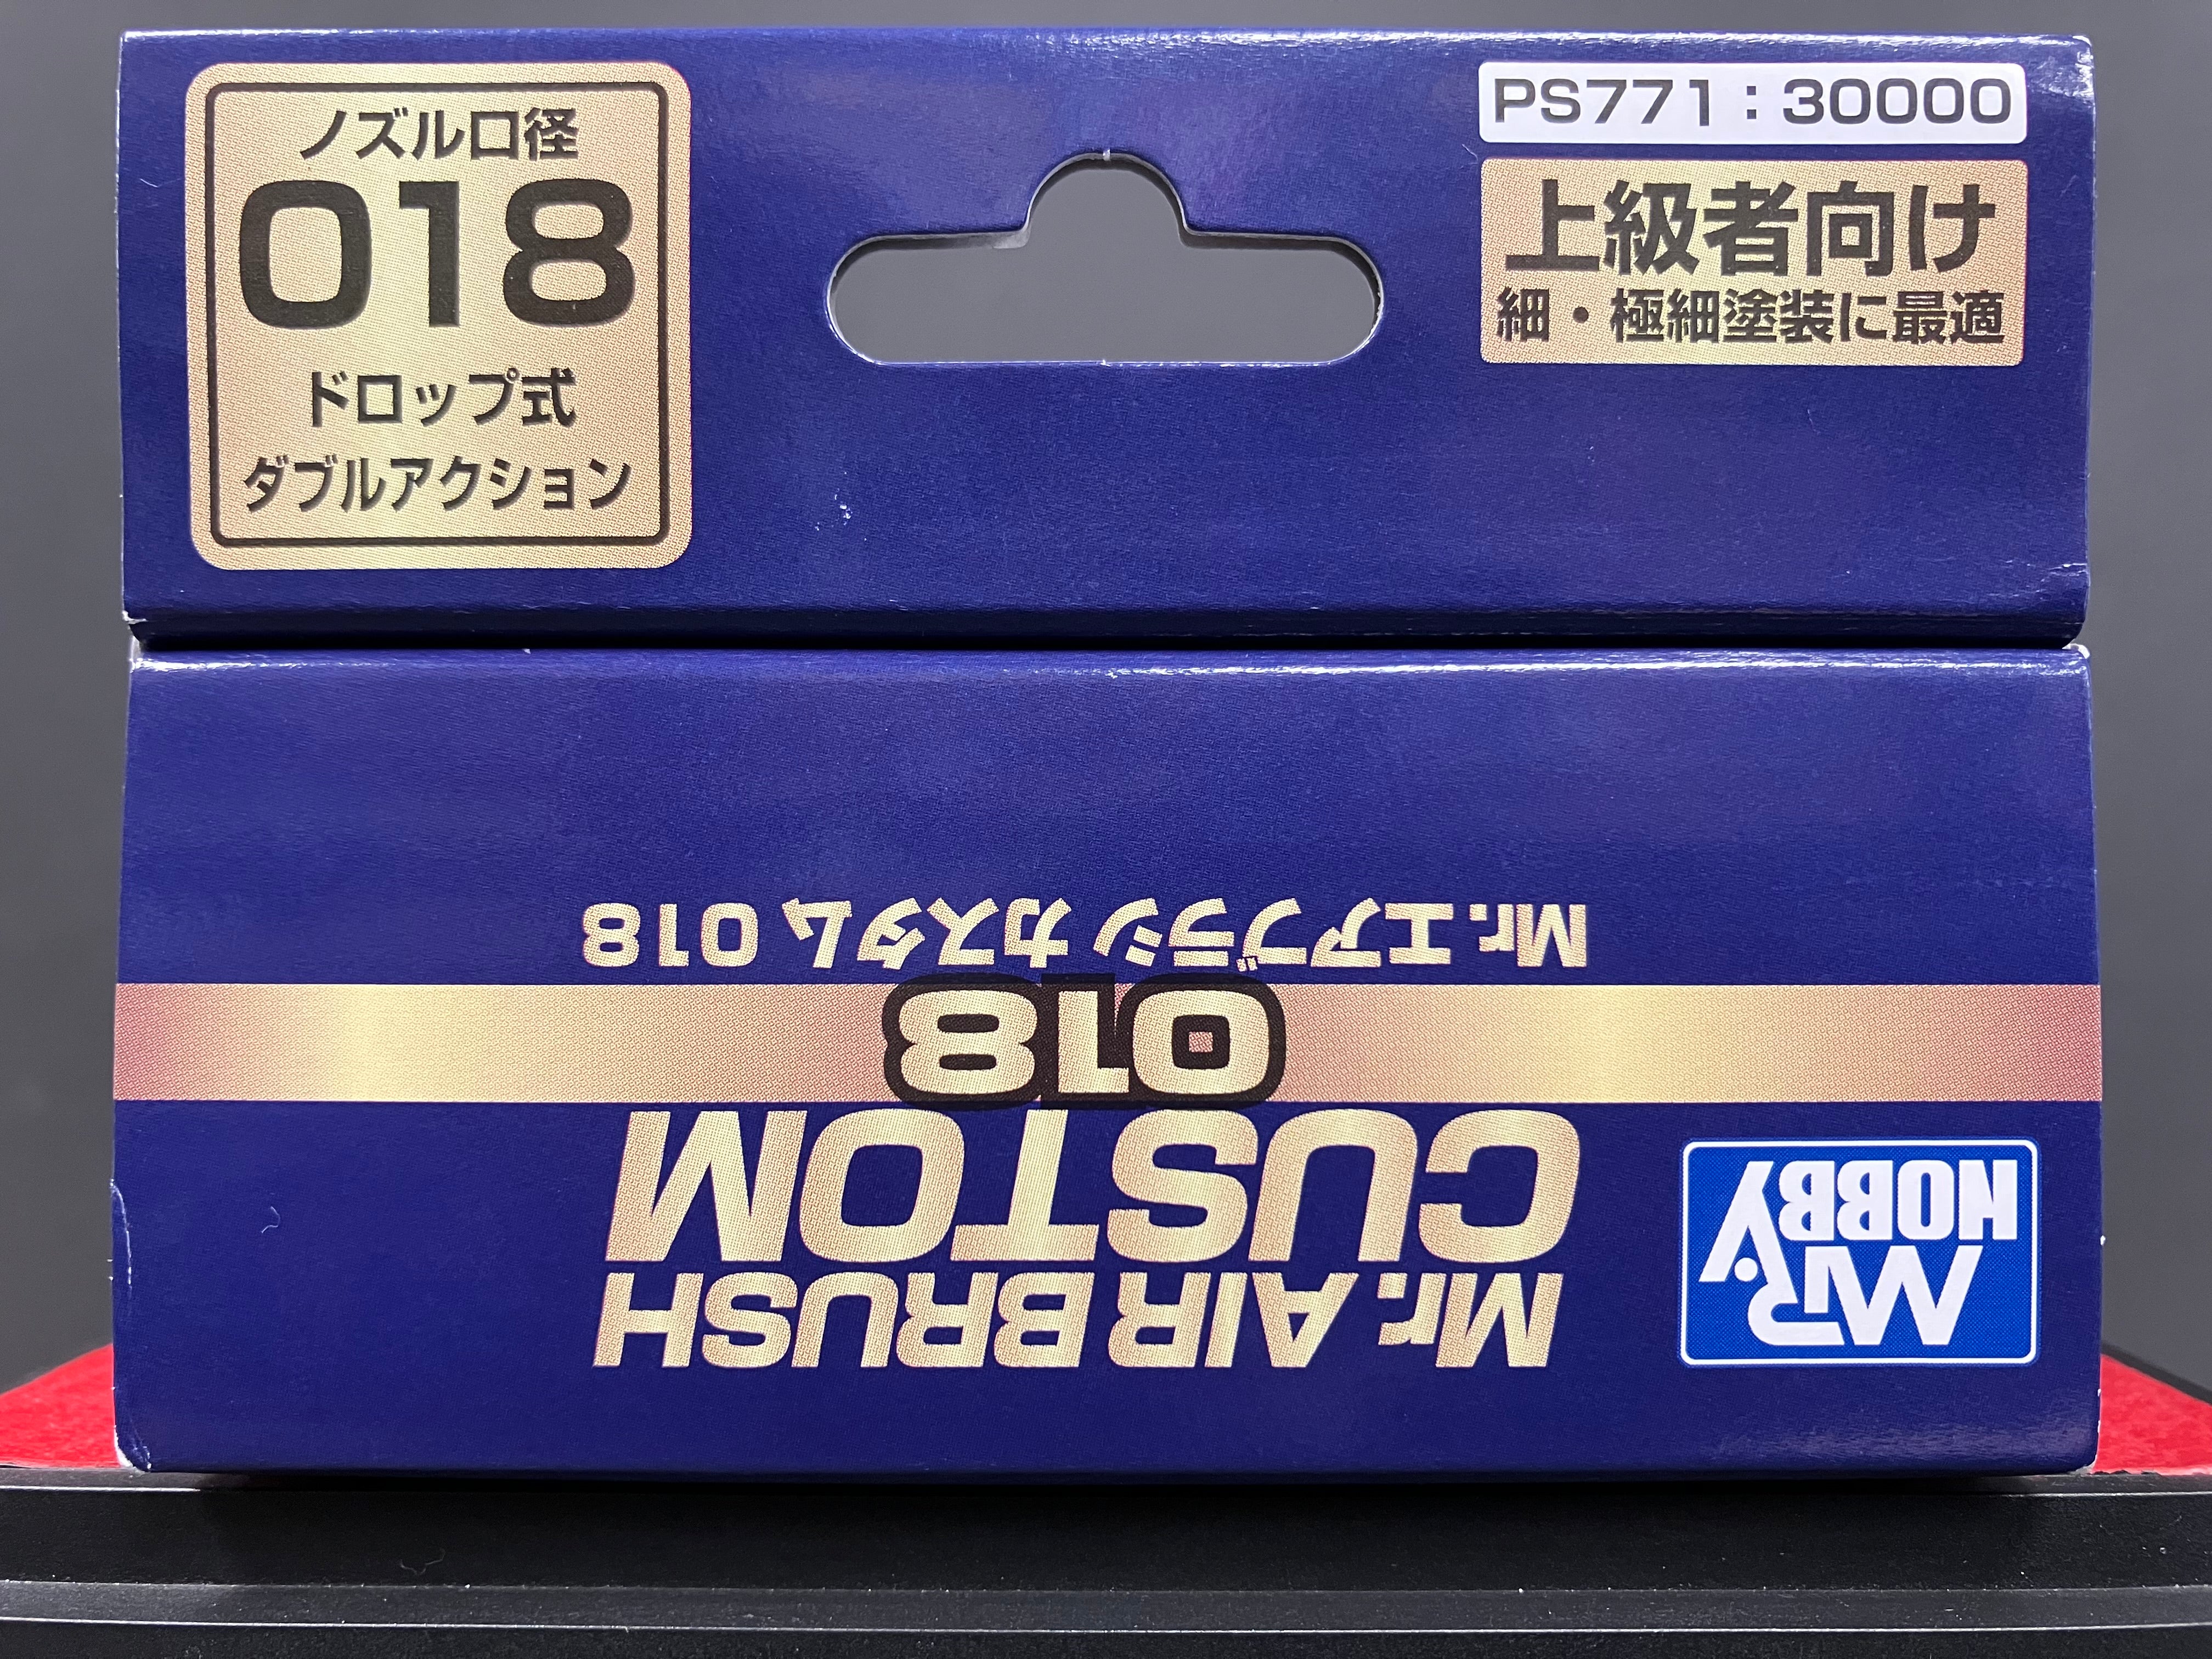 ノズル口径
018
ドロップ式
ダブルアクション
PS771：30000
上級者向け
細・極細塗装に最適
MR.
HOBBY
Mr. AIR BRUSH
CUSTOM
018
Mr.エアブラシ カスタム 018